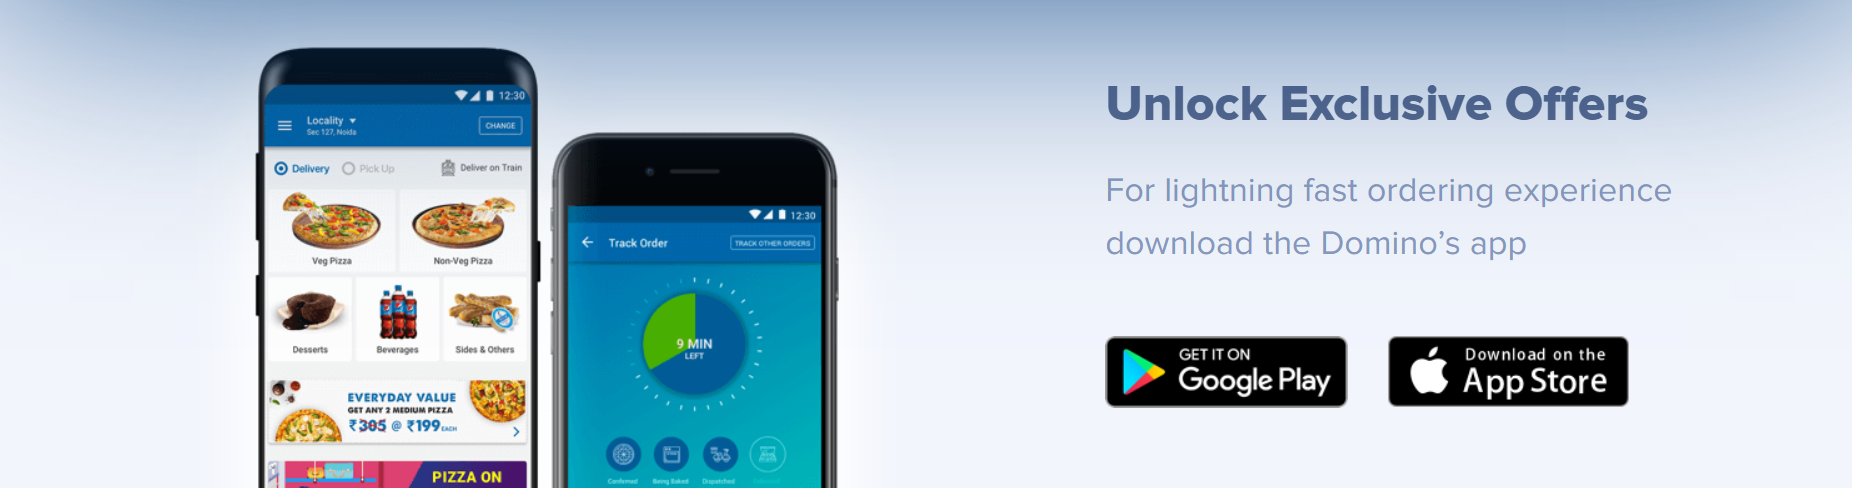 12:30
Locality
Sec 127, Noida
CHANGE
Delivery
Pick Up
Deliver on Train
Veg Pizza
Non-Veg Pizza
Desserts
Beverages
Sides & Others
EVERYDAY VALUE
GET ANY 2 MEDIUM PIZZA
₹305 @ ₹199 EACH
PIZZA ON
12:30
Track Order
TRACK OTHER ORDERS
9 MIN
LEFT
Confirmed
Being Baked
Dispatched
Unlock Exclusive Offers
For lightning fast ordering experience
download the Domino’s app
GET IT ON
Google Play
Download on the
App Store